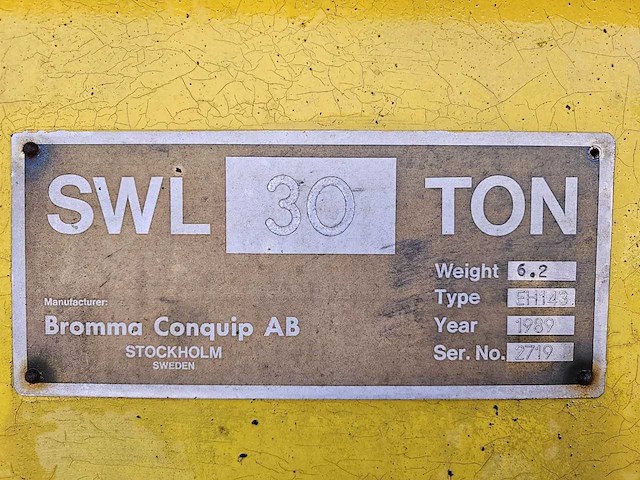 SWL 30 TON
Weight 6.2
Type EH143
Year 1989
Ser. No. 2719
Manufacturer:
Bromma Conquip AB
STOCKHOLM
SWEDEN